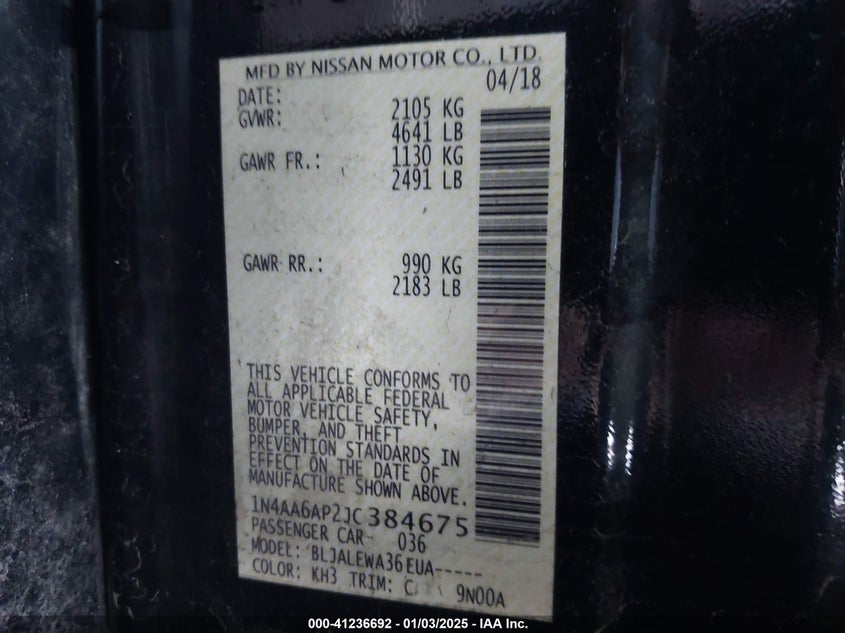 MFD BY NISSAN MOTOR CO., LTD.
DATE: 04/18
GVWR: 2105 KG
4641 LB
GAWR FR.: 1130 KG
2491 LB
GAWR RR.: 990 KG
2183 LB
THIS VEHICLE CONFORMS TO
ALL APPLICABLE FEDERAL
MOTOR VEHICLE SAFETY,
BUMPER, AND THEFT
PREVENTION STANDARDS IN
EFFECT ON THE DATE OF
MANUFACTURE SHOWN ABOVE.
1N4AA6AP2JC384675
PASSENGER CAR 036
MODEL: BLJALEWA36EUA-----
COLOR: KH3 TRIM: C 9N00A
000-41236692 - 01/03/2025 - IAA Inc.